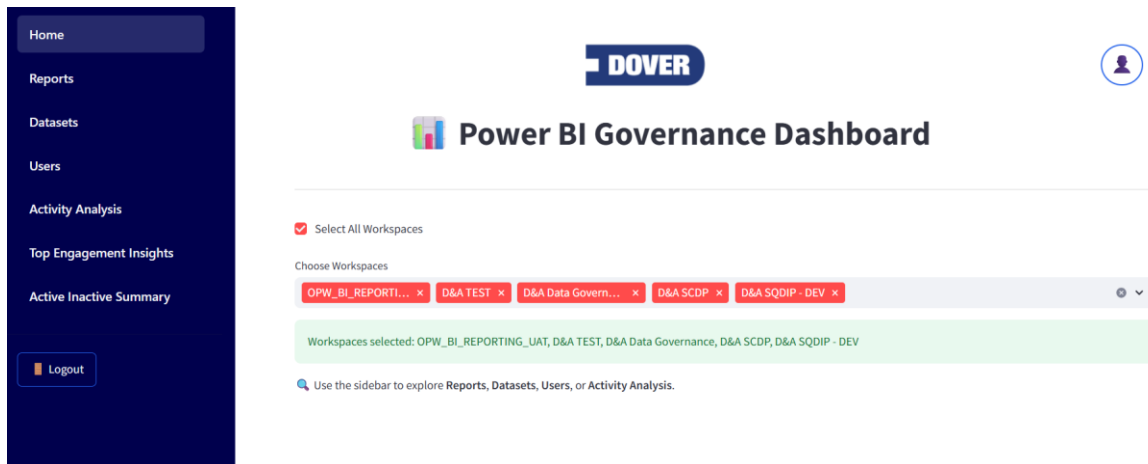 Home
Reports
Datasets
Users
Activity Analysis
Top Engagement Insights
Active Inactive Summary
Logout
DOVER
Power BI Governance Dashboard
Select All Workspaces
Choose Workspaces
OPW_BI_REPORTI... × D&A TEST × D&A Data Govern... × D&A SCDP × D&A SQDIP - DEV ×
Workspaces selected: OPW_BI_REPORTING_UAT, D&A TEST, D&A Data Governance, D&A SCDP, D&A SQDIP - DEV
Use the sidebar to explore Reports, Datasets, Users, or Activity Analysis.